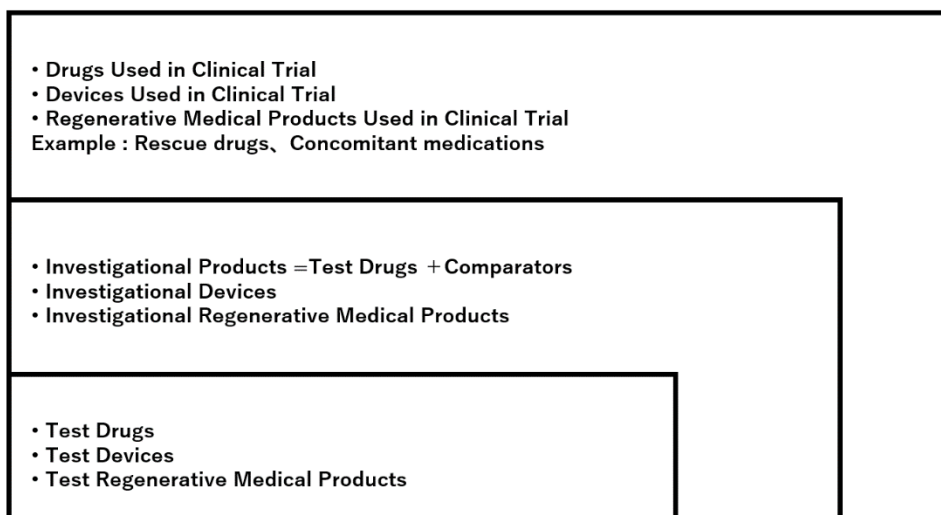 • Drugs Used in Clinical Trial
• Devices Used in Clinical Trial
• Regenerative Medical Products Used in Clinical Trial
Example : Rescue drugs、Concomitant medications
• Investigational Products =Test Drugs +Comparators
• Investigational Devices
• Investigational Regenerative Medical Products
• Test Drugs
• Test Devices
• Test Regenerative Medical Products